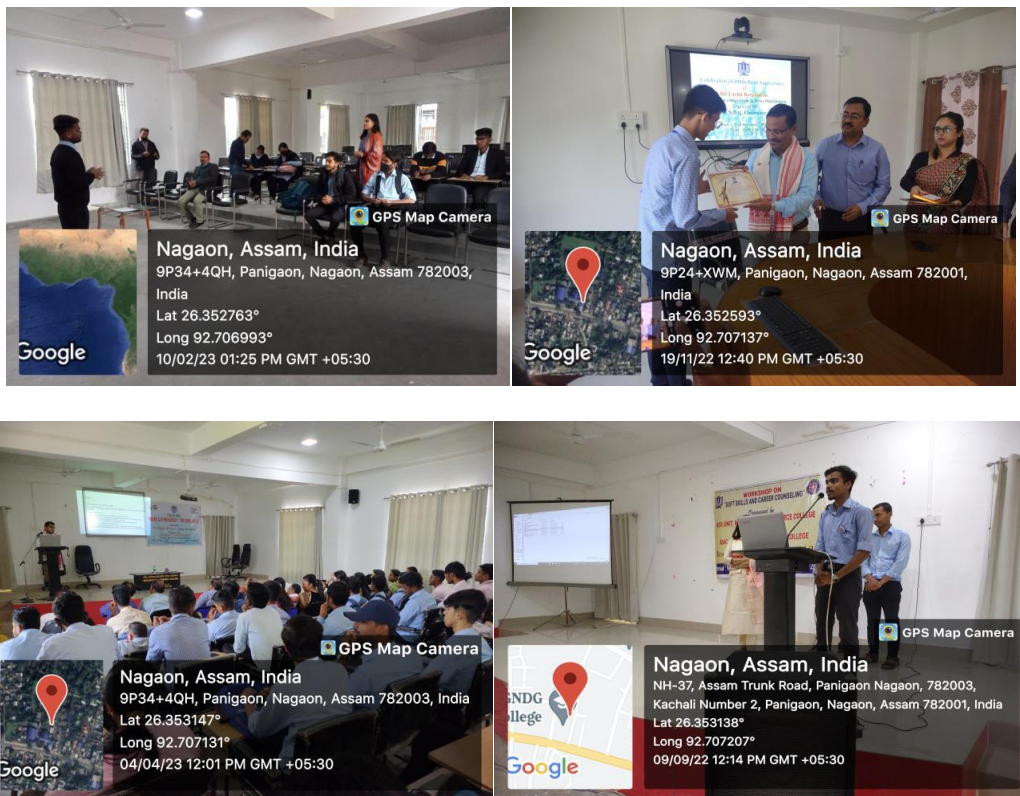 GPS Map Camera
Nagaon, Assam, India
9P34+4QH, Panigaon, Nagaon, Assam 782003,
India
Lat 26.352763°
Long 92.706993°
10/02/23 01:25 PM GMT +05:30
Google
Celebration of
GPS Map Camera
Nagaon, Assam, India
9P24+XWM, Panigaon, Nagaon, Assam 782001,
India
Lat 26.352593°
Long 92.707137°
19/11/22 12:40 PM GMT +05:30
Google
GPS Map Camera
Nagaon, Assam, India
9P34+4QH, Panigaon, Nagaon, Assam 782003, India
Lat 26.353147°
Long 92.707131°
04/04/23 12:01 PM GMT +05:30
Google
WORKSHOP ON
"SOFT SKILLS AND CAREER COUNSELING"
Organised by
UNIT,
COLLEGE
GPS Map Camera
Nagaon, Assam, India
NH-37, Assam Trunk Road, Panigaon Nagaon, 782003,
Kachali Number 2, Panigaon, Nagaon, Assam 782001, India
Lat 26.353138°
Long 92.707207°
09/09/22 12:14 PM GMT +05:30
GNDG
ollege
Google